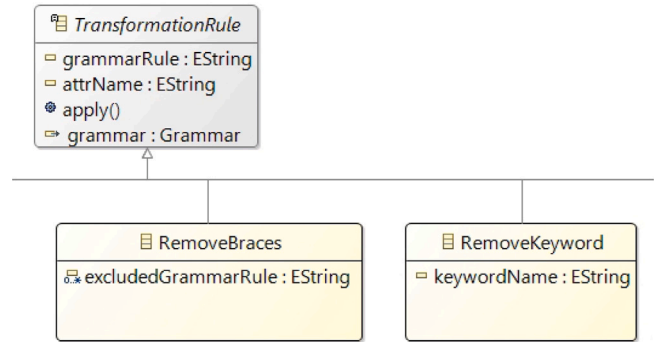 TransformationRule
grammarRule : EString
attrName : EString
apply()
grammar : Grammar
RemoveBraces
excludedGrammarRule : EString
RemoveKeyword
keywordName : EString